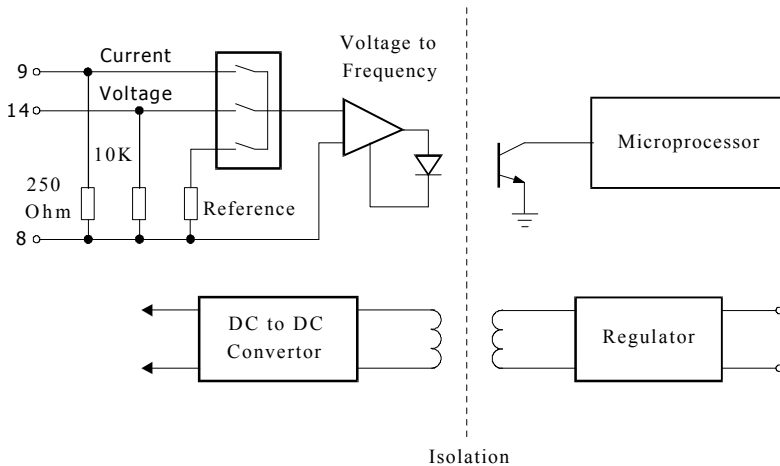 Voltage to
Frequency
9
Current
14
Voltage
Microprocessor
10K
250
Ohm
Reference
8
DC to DC
Convertor
Regulator
Isolation